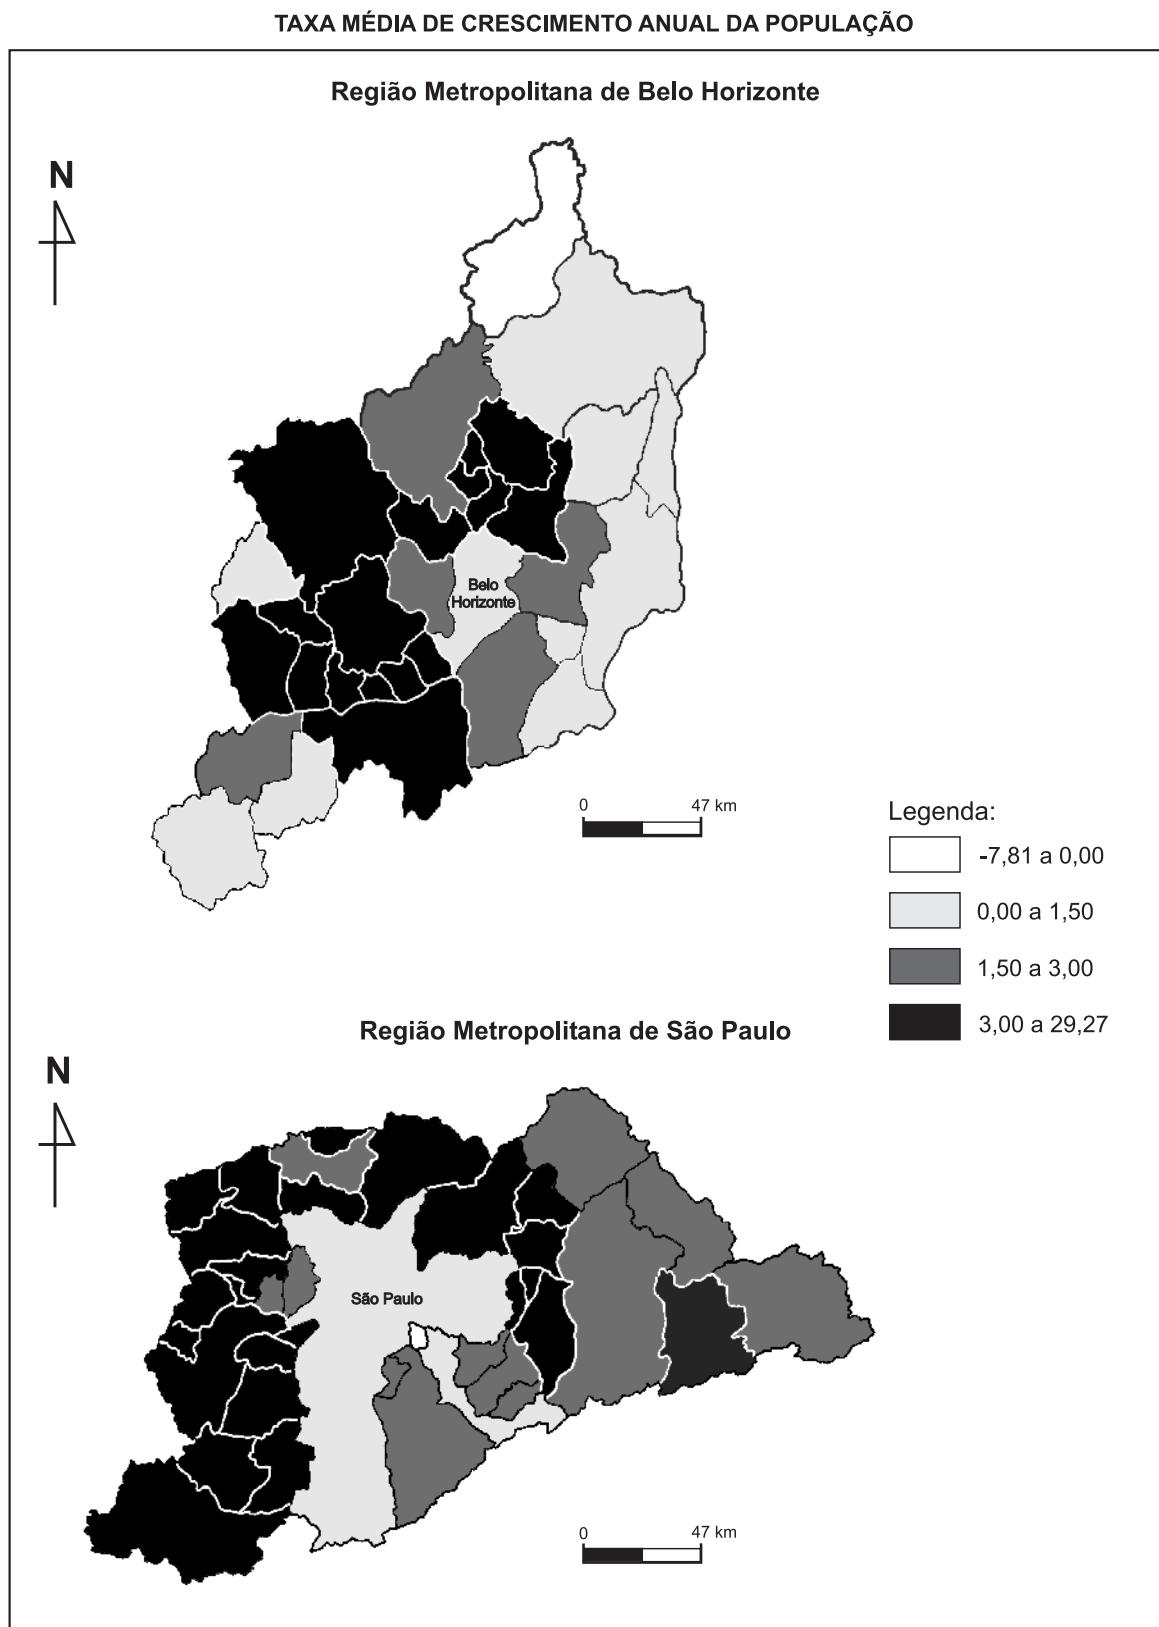 TAXA MÉDIA DE CRESCIMENTO ANUAL DA POPULAÇÃO
Região Metropolitana de Belo Horizonte
N
Belo
Horizonte
0 47 km
Legenda:
-7,81 a 0,00
0,00 a 1,50
1,50 a 3,00
3,00 a 29,27
Região Metropolitana de São Paulo
N
São Paulo
0 47 km